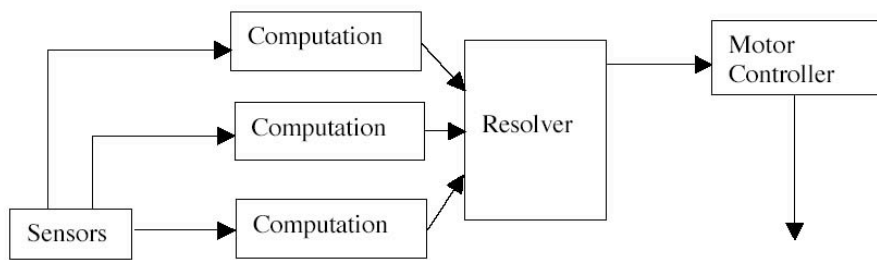 Computation
Motor
Controller
Computation
Resolver
Sensors
Computation